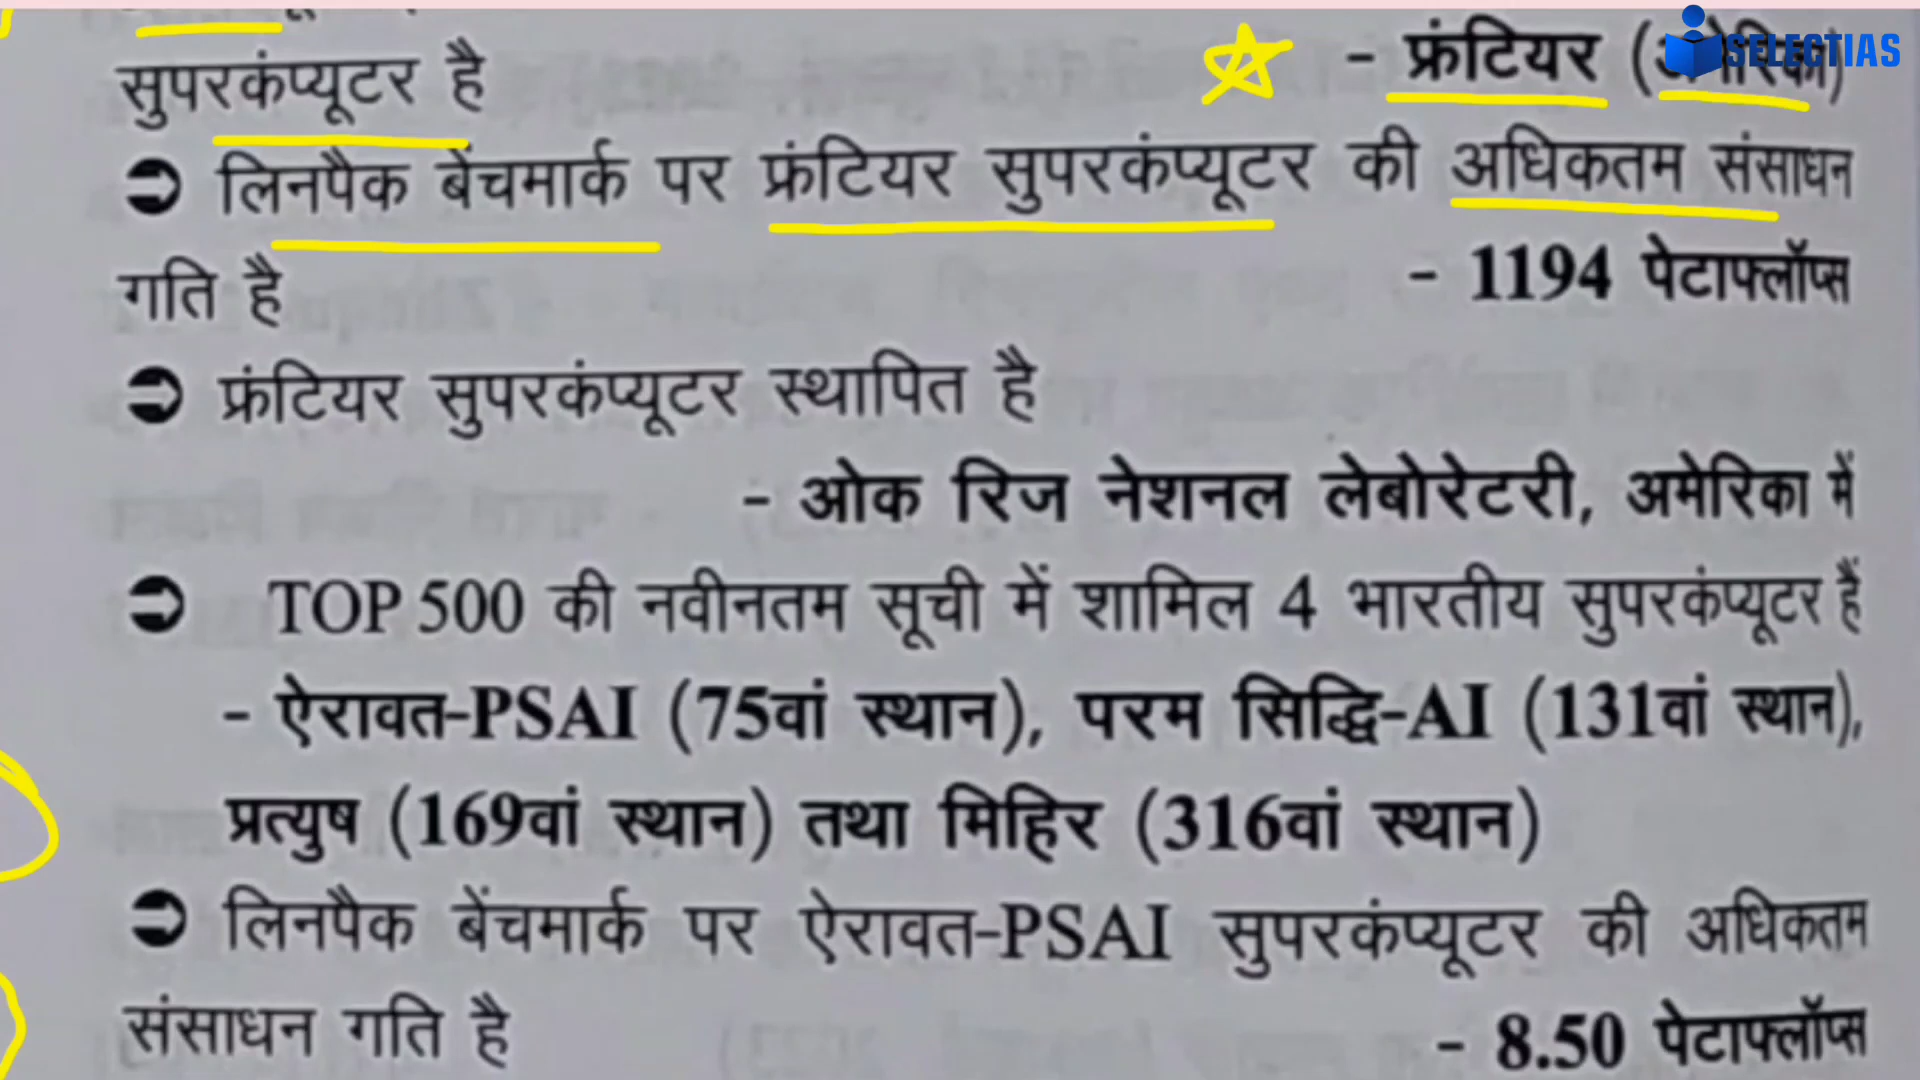 SELECTIAS
सुपरकंप्यूटर है - फ्रंटियर (अमेरिका)
➲ लिनपैक बेंचमार्क पर फ्रंटियर सुपरकंप्यूटर की अधिकतम संसाधन
गति है - 1194 पेटाफ्लॉप्स
➲ फ्रंटियर सुपरकंप्यूटर स्थापित है
- ओक रिज नेशनल लेबोरेटरी, अमेरिका में
➲ TOP 500 की नवीनतम सूची में शामिल 4 भारतीय सुपरकंप्यूटर हैं
- ऐरावत-PSAI (75वां स्थान), परम सिद्धि-AI (131वां स्थान),
प्रत्युष (169वां स्थान) तथा मिहिर (316वां स्थान)
➲ लिनपैक बेंचमार्क पर ऐरावत-PSAI सुपरकंप्यूटर की अधिकतम
संसाधन गति है - 8.50 पेटाफ्लॉप्स